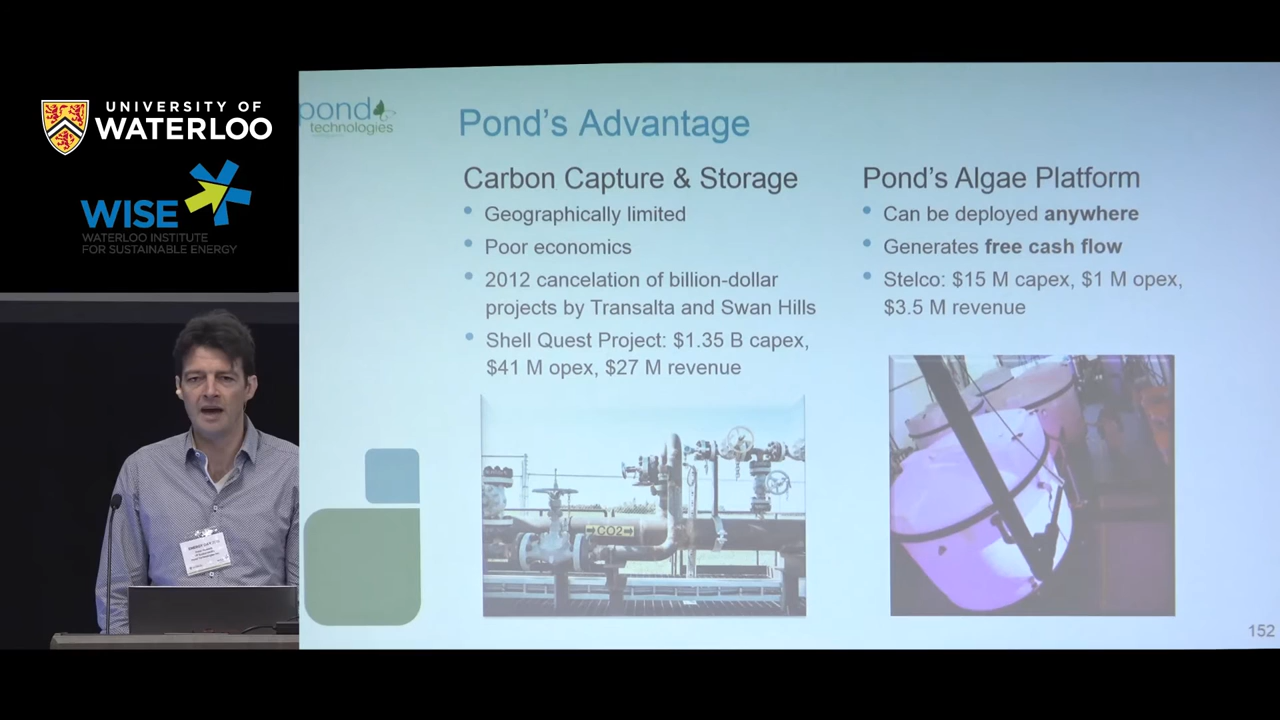 UNIVERSITY OF
WATERLOO
WISE
WATERLOO INSTITUTE
FOR SUSTAINABLE ENERGY
pond
technologies
Pond's Advantage
Carbon Capture & Storage
• Geographically limited
• Poor economics
• 2012 cancelation of billion-dollar
projects by Transalta and Swan Hills
• Shell Quest Project: $1.35 B capex,
$41 M opex, $27 M revenue
CO2
Pond's Algae Platform
• Can be deployed anywhere
• Generates free cash flow
• Stelco: $15 M capex, $1 M opex,
$3.5 M revenue
152